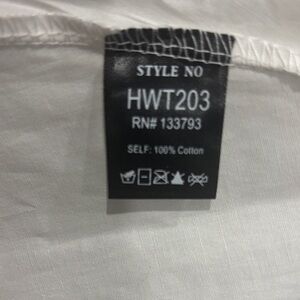 STYLE NO
HWT203
RN# 133793
SELF: 100% Cotton